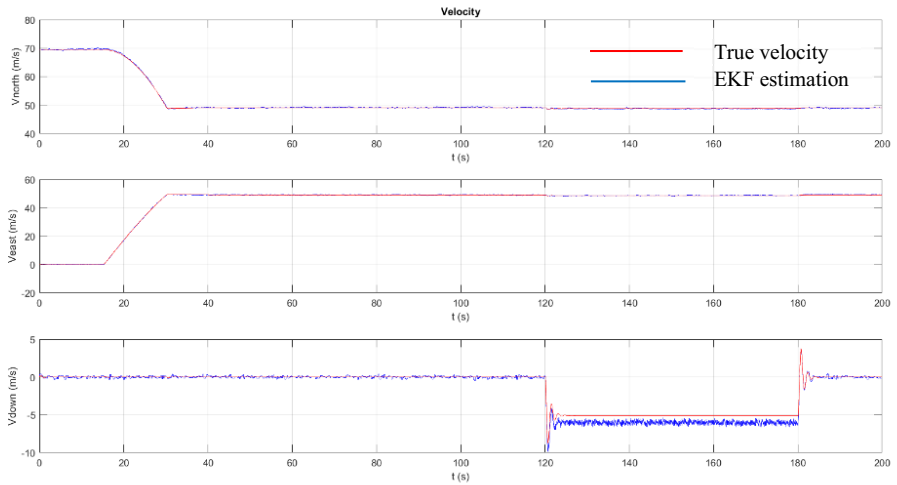 Velocity
80
70
60
50
40
Vnorth (m/s)
True velocity
EKF estimation
0 20 40 60 80 100 120 140 160 180 200
t (s)
60
40
20
0
-20
Veast (m/s)
0 20 40 60 80 100 120 140 160 180 200
t (s)
5
0
-5
-10
Vdown (m/s)
0 20 40 60 80 100 120 140 160 180 200
t (s)